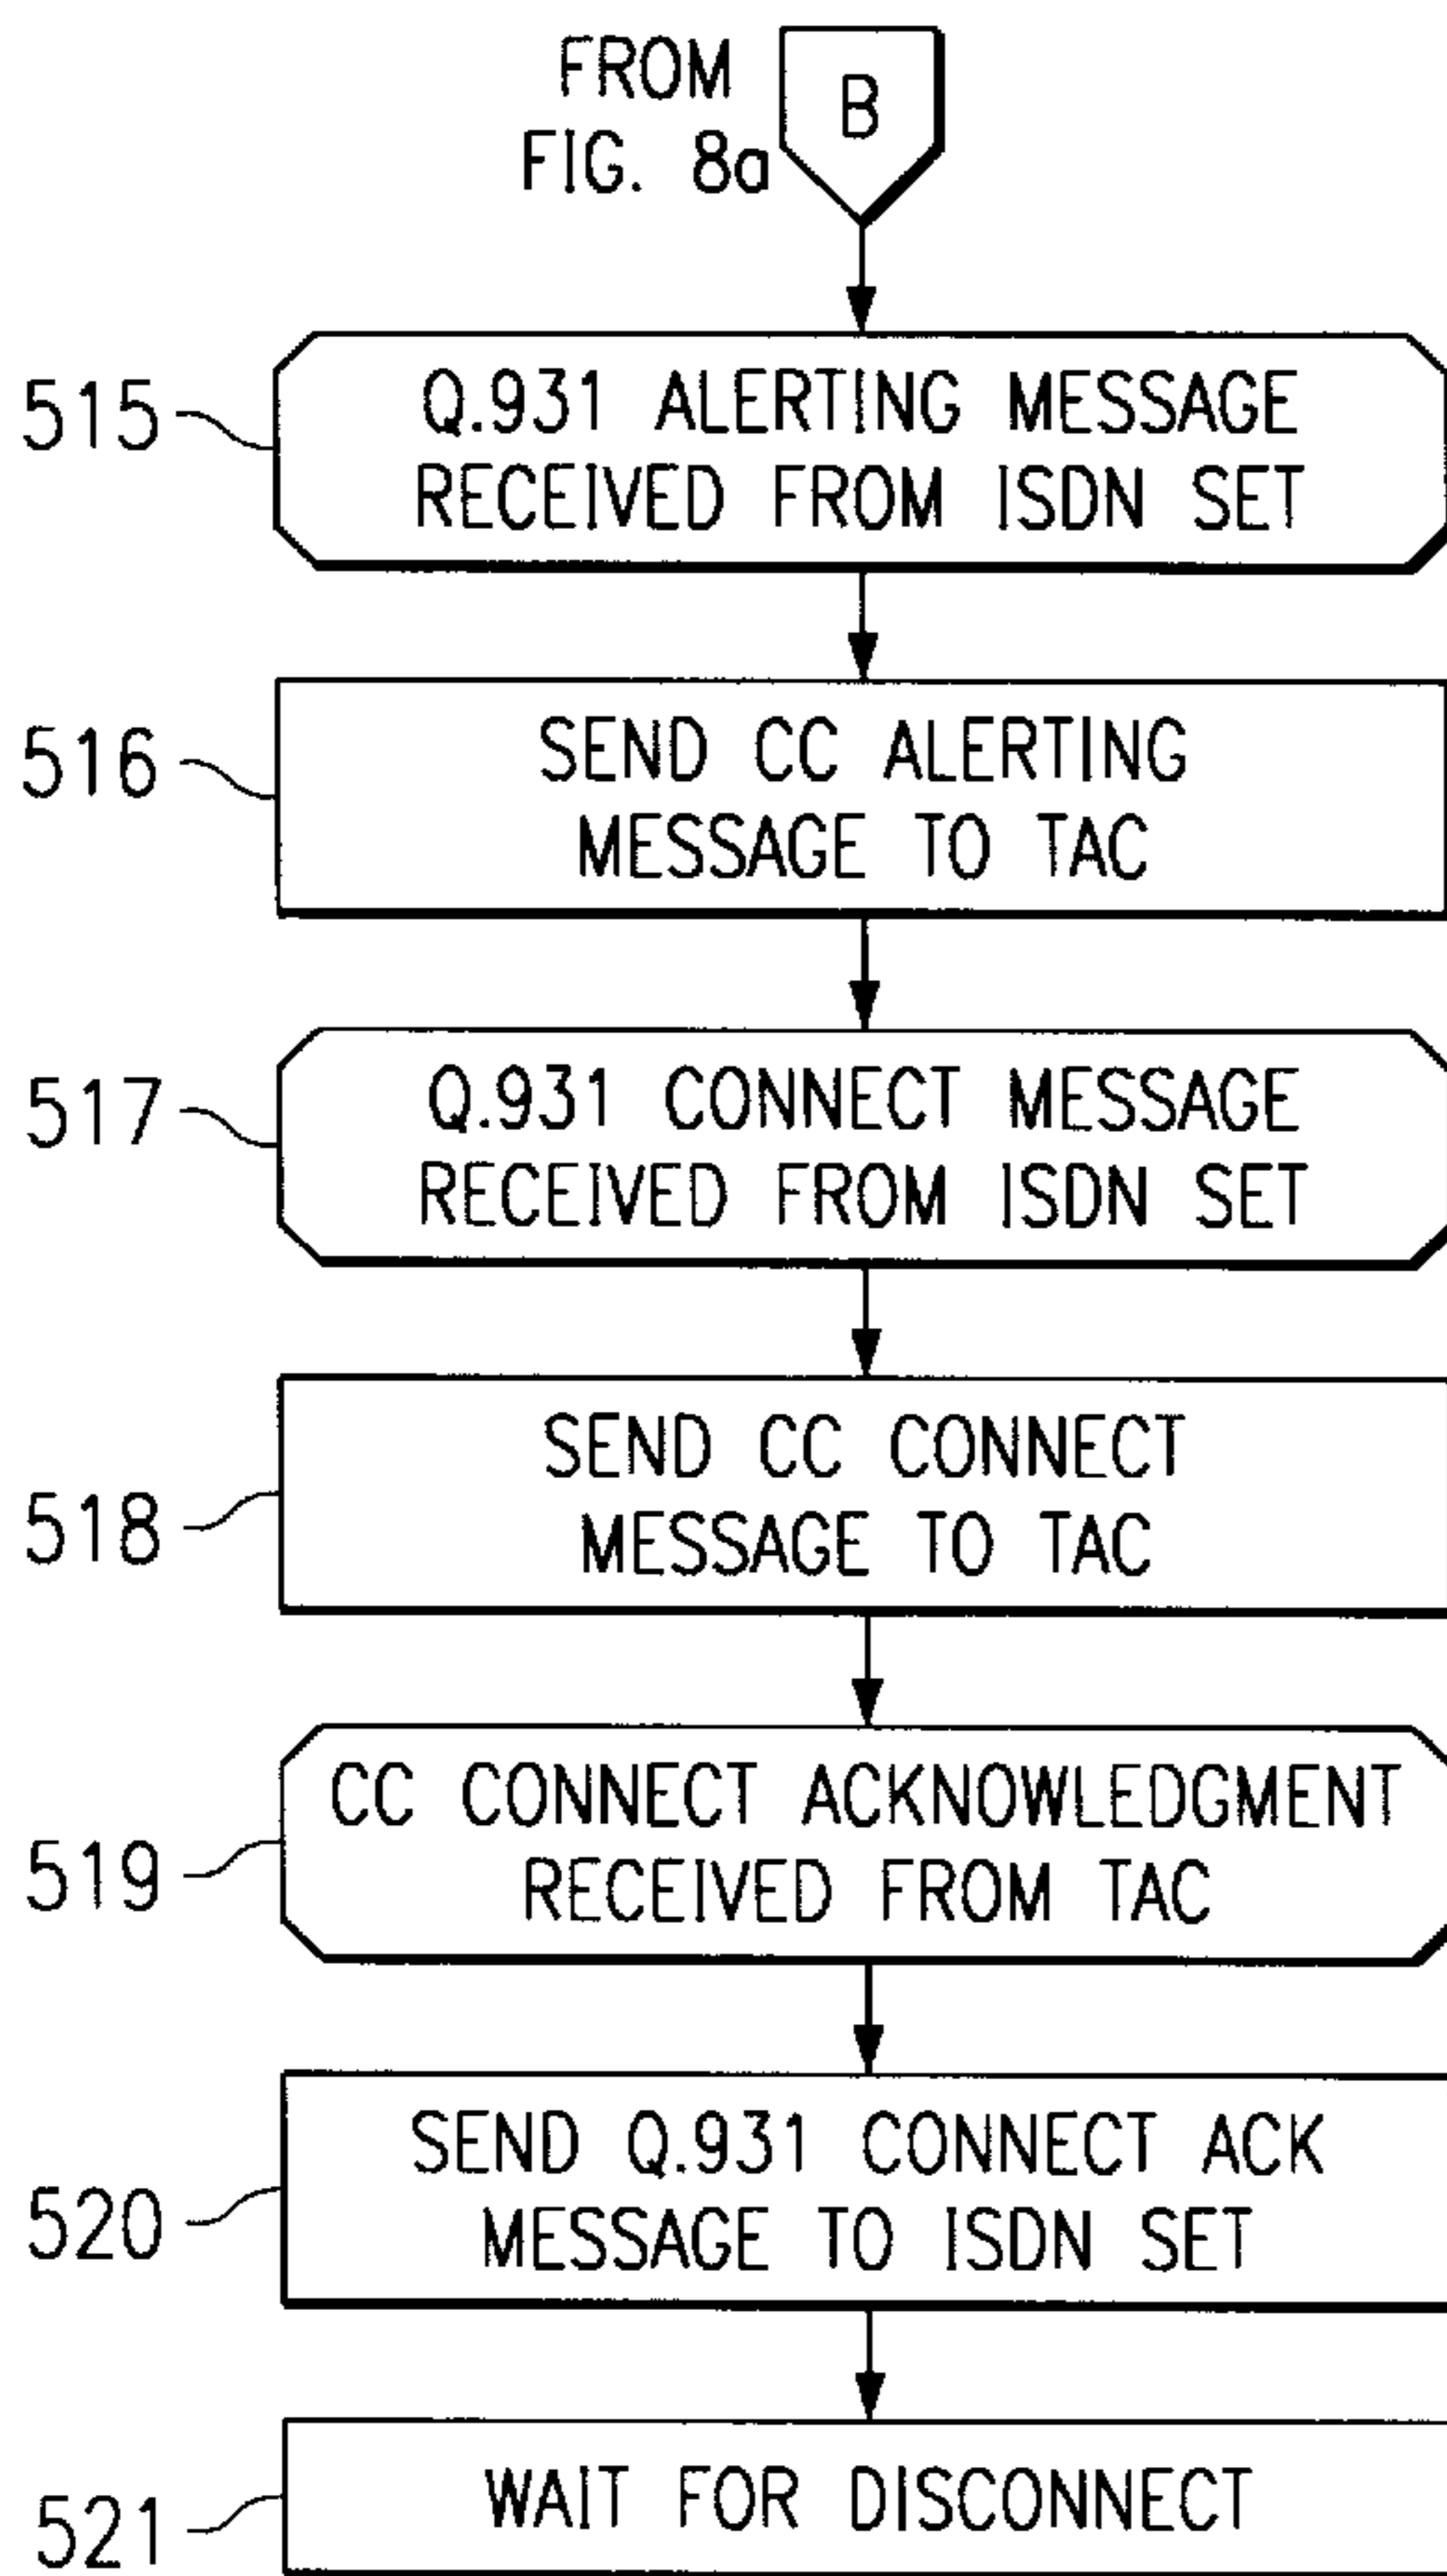 FROM
FIG. 8a
B
515
Q.931 ALERTING MESSAGE
RECEIVED FROM ISDN SET
516
SEND CC ALERTING
MESSAGE TO TAC
517
Q.931 CONNECT MESSAGE
RECEIVED FROM ISDN SET
518
SEND CC CONNECT
MESSAGE TO TAC
519
CC CONNECT ACKNOWLEDGMENT
RECEIVED FROM TAC
520
SEND Q.931 CONNECT ACK
MESSAGE TO ISDN SET
521
WAIT FOR DISCONNECT